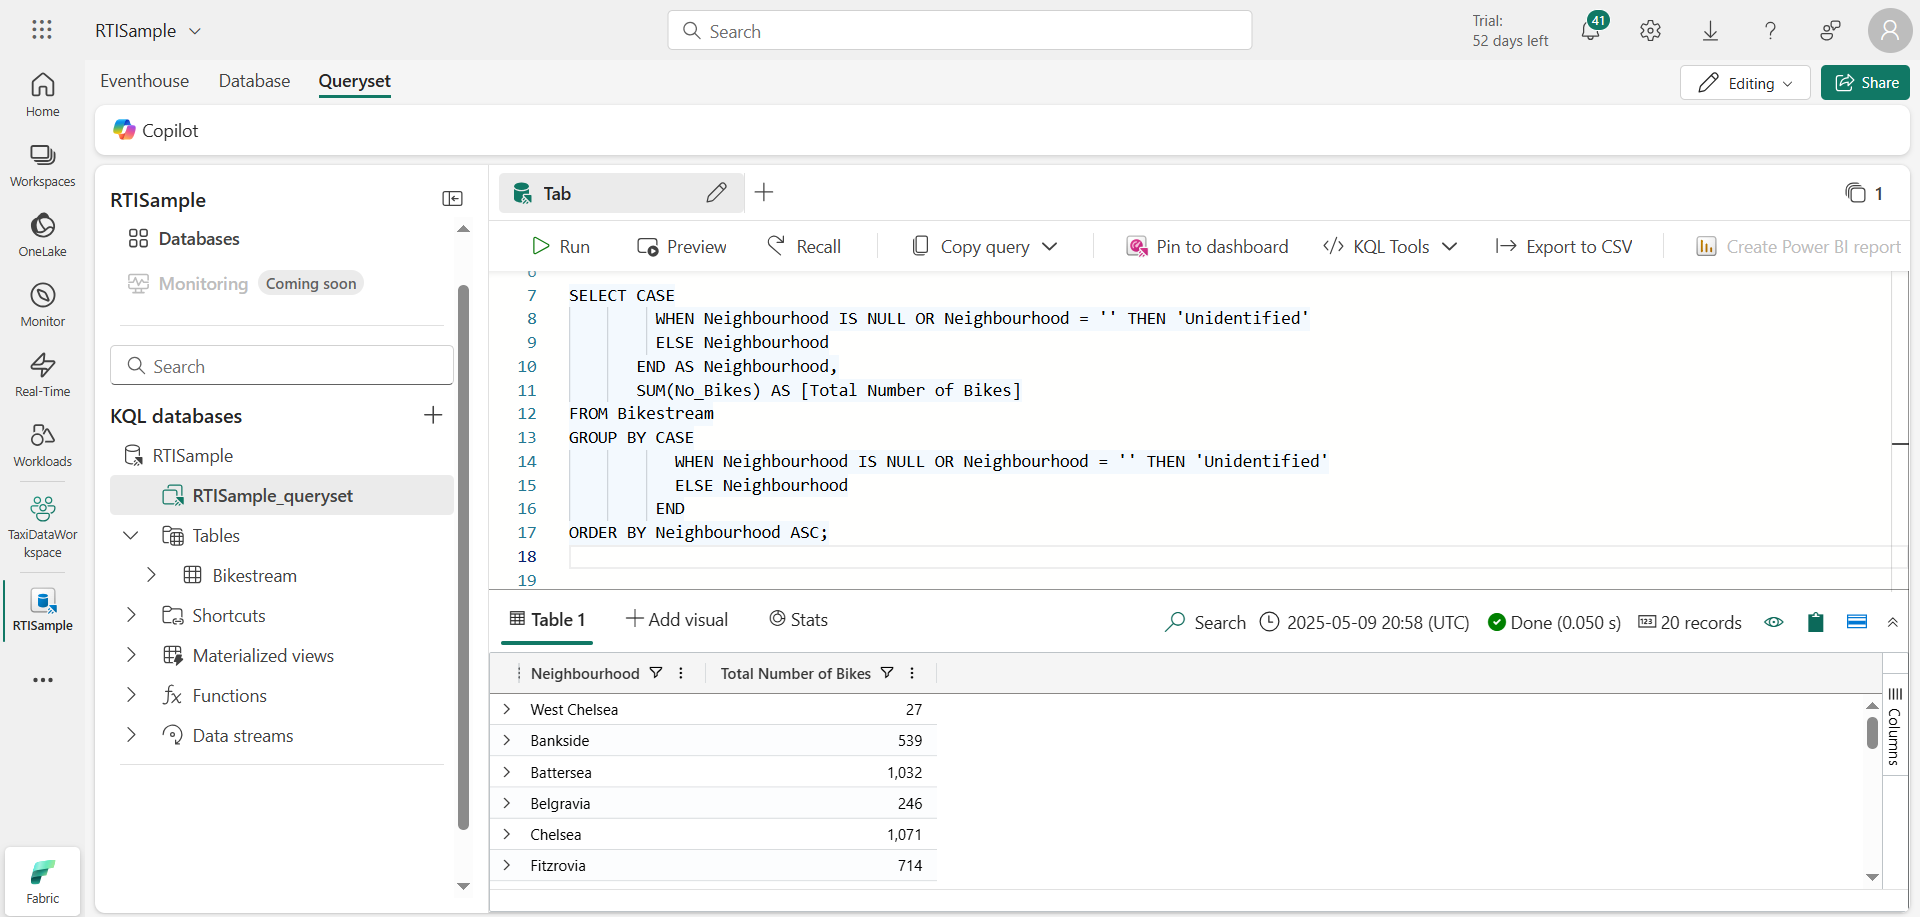 RTISample
Search
Trial:
52 days left
41
Eventhouse
Database
Queryset
Editing
Share
Copilot
Home
Workspaces
OneLake
Monitor
Real-Time
Workloads
TaxiDataWor
kspace
RTISample
Fabric
RTISample
Databases
Monitoring
Coming soon
Search
KQL databases
RTISample
RTISample_queryset
Tables
Bikestream
Shortcuts
Materialized views
Functions
Data streams
Tab
1
Run
Preview
Recall
Copy query
Pin to dashboard
KQL Tools
Export to CSV
Create Power BI report
6
7 SELECT CASE
8 WHEN Neighbourhood IS NULL OR Neighbourhood = '' THEN 'Unidentified'
9 ELSE Neighbourhood
10 END AS Neighbourhood,
11 SUM(No_Bikes) AS [Total Number of Bikes]
12 FROM Bikestream
13 GROUP BY CASE
14 WHEN Neighbourhood IS NULL OR Neighbourhood = '' THEN 'Unidentified'
15 ELSE Neighbourhood
16 END
17 ORDER BY Neighbourhood ASC;
18
19
Table 1
Add visual
Stats
Search
2025-05-09 20:58 (UTC)
Done (0.050 s)
123 20 records
Neighbourhood Total Number of Bikes
West Chelsea 27
Bankside 539
Battersea 1,032
Belgravia 246
Chelsea 1,071
Fitzrovia 714
Columns